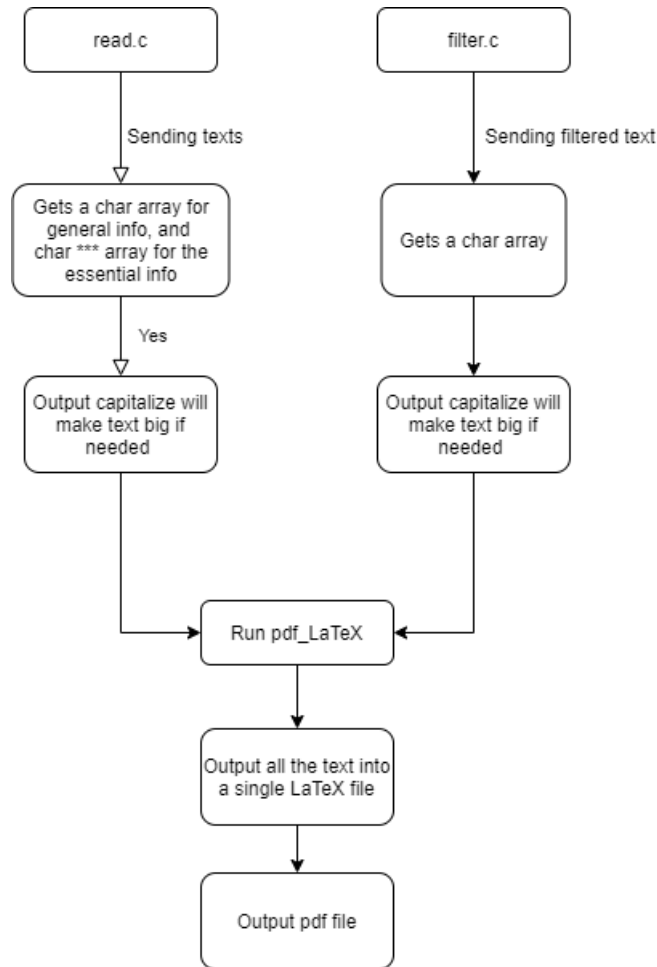 read.c
filter.c
Sending texts
Sending filtered text
Gets a char array for
general info, and
char *** array for the
essential info
Gets a char array
Yes
Output capitalize will
make text big if
needed
Output capitalize will
make text big if
needed
Run pdf_LaTeX
Output all the text into
a single LaTeX file
Output pdf file